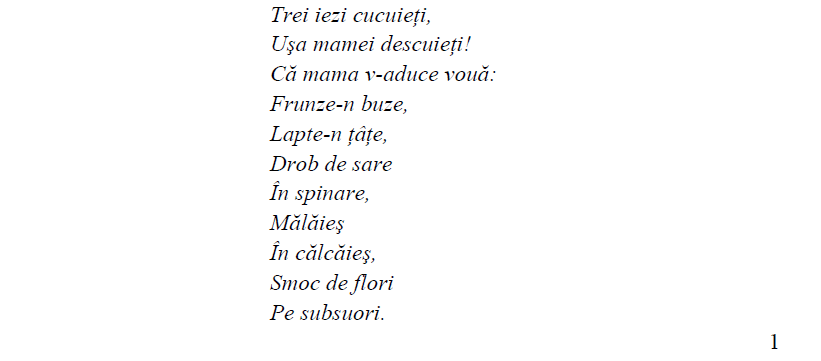 Trei iezi cucuieți,
Uşa mamei descuieți!
Că mama v-aduce vouă:
Frunze-n buze,
Lapte-n țâțe,
Drob de sare
În spinare,
Mălăieş
În călcăieş,
Smoc de flori
Pe subsuori.
1